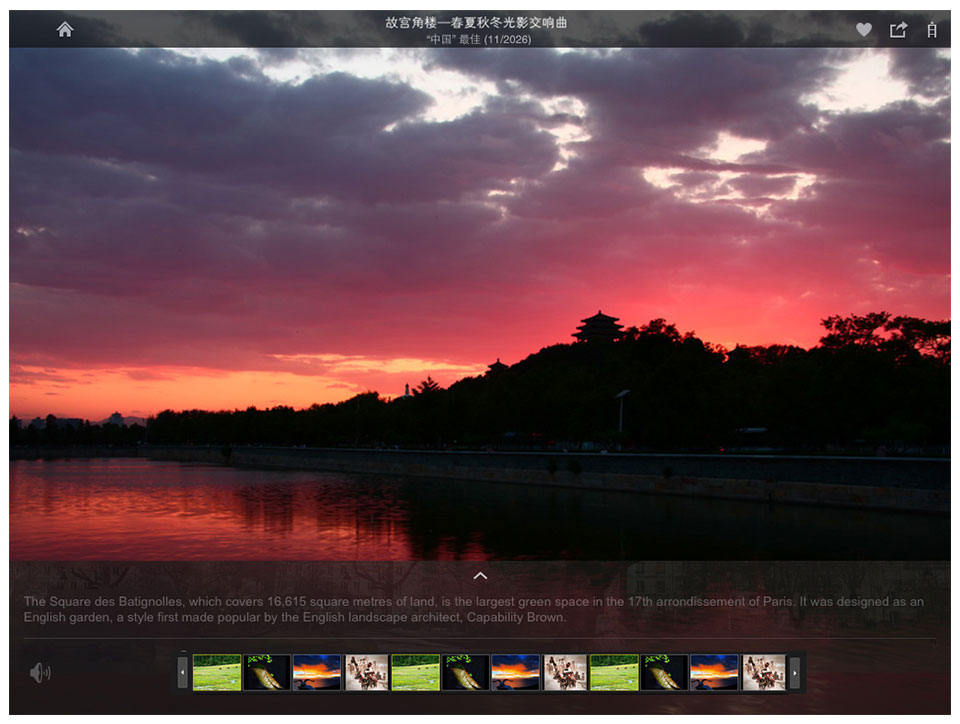 故宫角楼—春夏秋冬光影交响曲
“中国” 最佳 (11/2026)
The Square des Batignolles, which covers 16,615 square metres of land, is the largest green space in the 17th arrondissement of Paris. It was designed as an
English garden, a style first made popular by the English landscape architect, Capability Brown.